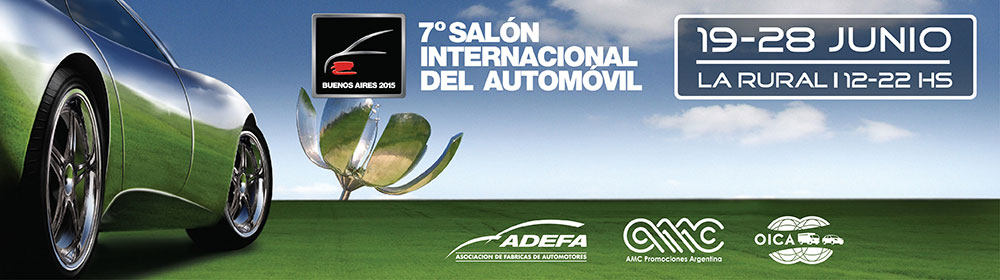 BUENOS AIRES 2015
7º SALÓN
INTERNACIONAL
DEL AUTOMÓVIL
19-28 JUNIO
LA RURAL | 12-22 HS
ADEFA
ASOCIACION DE FABRICAS DE AUTOMOTORES
AMC
AMC Promociones Argentina
OICA